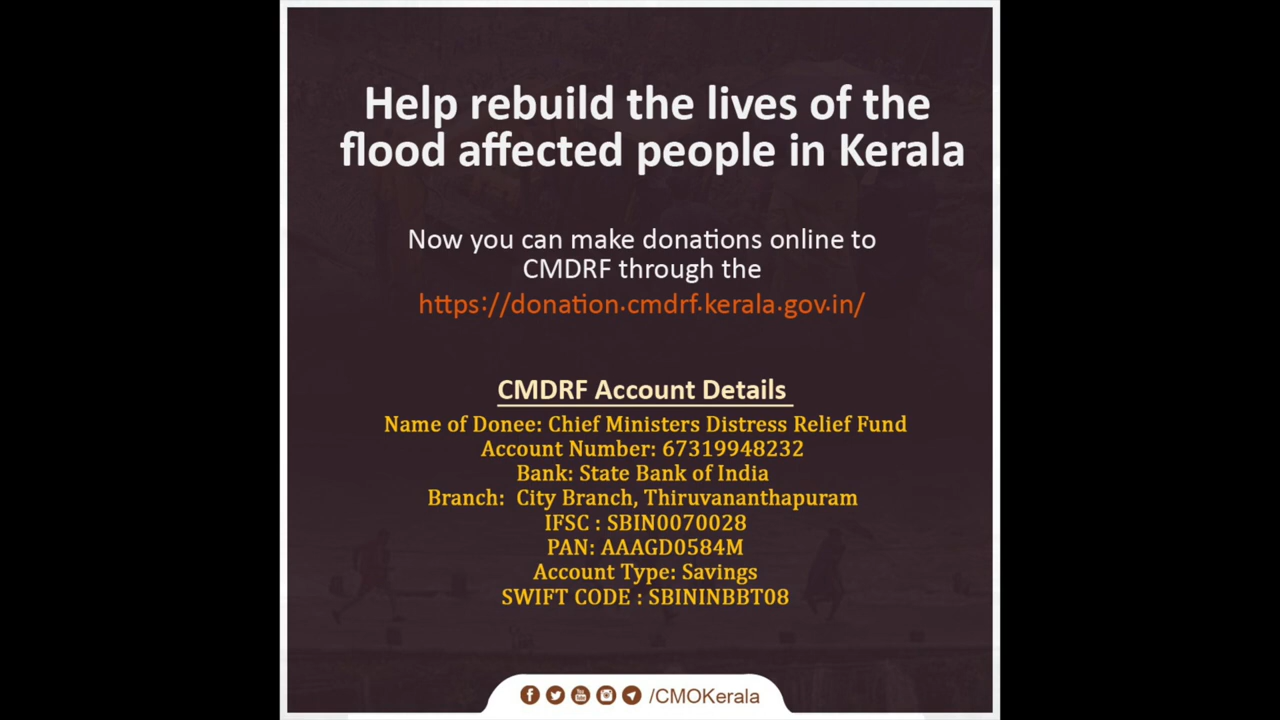 Help rebuild the lives of the
flood affected people in Kerala
Now you can make donations online to
CMDRF through the
https://donation.cmdrf.kerala.gov.in/
CMDRF Account Details
Name of Donee: Chief Ministers Distress Relief Fund
Account Number: 67319948232
Bank: State Bank of India
Branch:  City Branch, Thiruvananthapuram
IFSC : SBIN0070028
PAN: AAAGD0584M
Account Type: Savings
SWIFT CODE : SBININBBT08
/CMOKerala